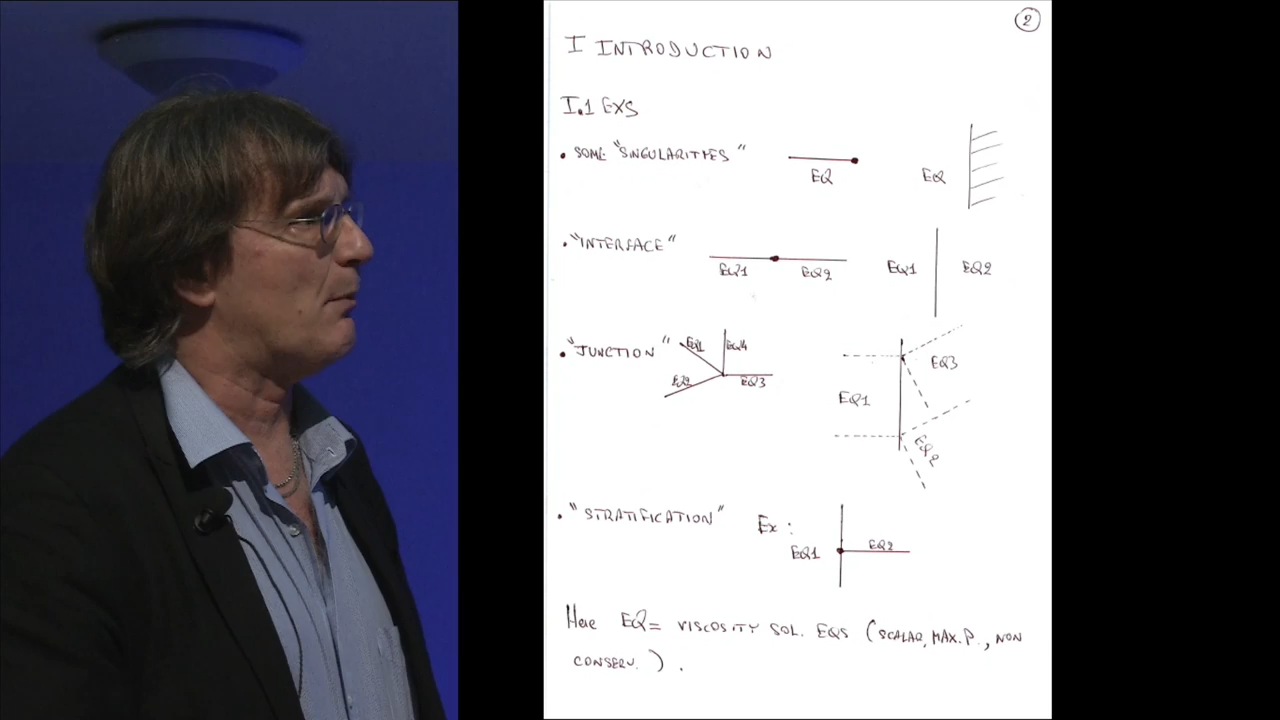 2
I INTRODUCTION
I.1 EXS
• SOME "SINGULARITIES"
EQ
EQ
• "INTERFACE"
EQ1 EQ2
EQ1 EQ2
• "JUNCTION"
EQ1 EQ4
EQ2 EQ3
EQ3
EQ1
EQ2
• "STRATIFICATION" Ex:
EQ1 EQ2
Here EQ = VISCOSITY SOL. EQS (SCALAR, MAX.P., NON
CONSERV.).